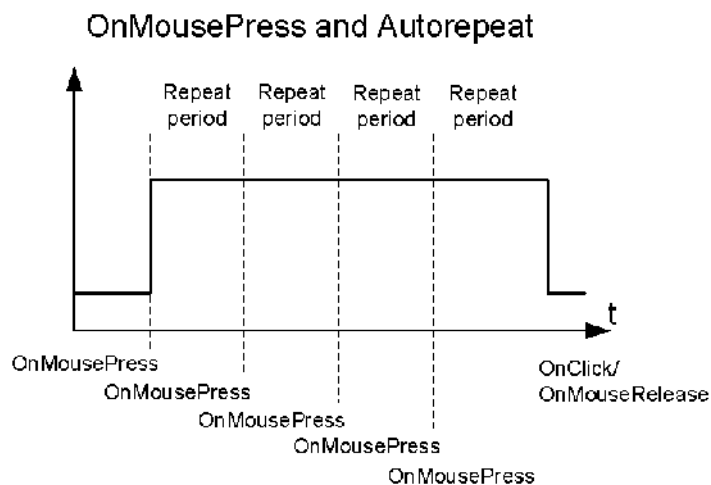 OnMousePress and Autorepeat
Repeat period
Repeat period
Repeat period
Repeat period
t
OnMousePress
OnMousePress
OnMousePress
OnMousePress
OnMousePress
OnClick/
OnMouseRelease